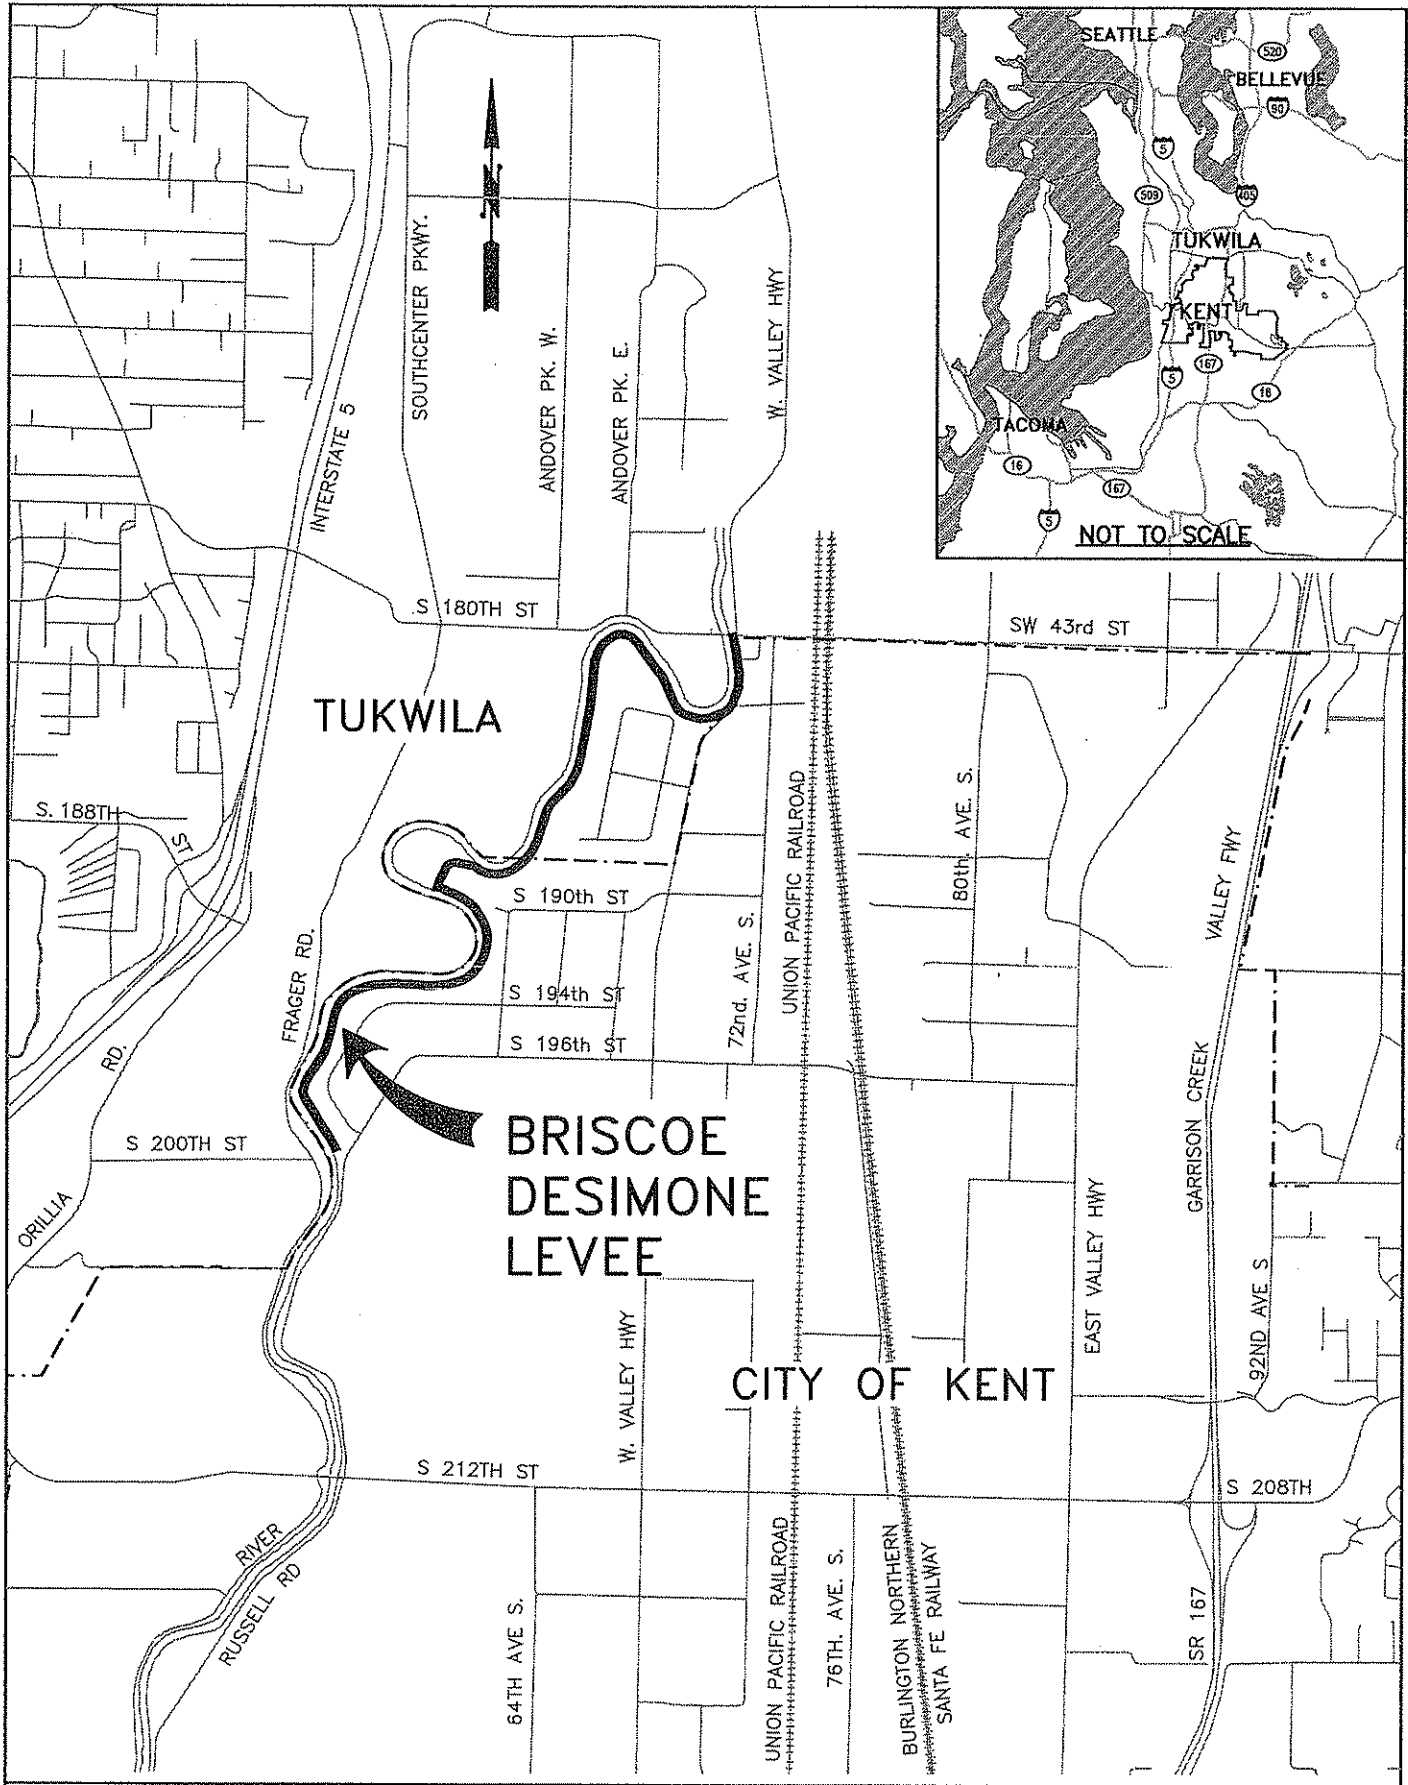 SEATTLE
520
BELLEVUE
90
5
509
405
TUKWILA
KENT
167
5
18
TACOMA
16
167
5
NOT TO SCALE
N
SOUTHCENTER PKWY.
INTERSTATE 5
ANDOVER PK. W.
ANDOVER PK. E.
W. VALLEY HWY
S 180TH ST
SW 43rd ST
TUKWILA
S. 188TH
ST
UNION PACIFIC RAILROAD
80th. AVE. S.
VALLEY FWY
S 190th ST
FRAGER RD.
72nd. AVE. S.
S 194th ST
S 196th ST
RD.
ORILLIA
S 200TH ST
BRISCOE
DESIMONE
LEVEE
GARRISON CREEK
EAST VALLEY HWY
92ND AVE S
W. VALLEY HWY
CITY OF KENT
S 212TH ST
S 208TH
RIVER
RUSSELL RD
64TH AVE S.
UNION PACIFIC RAILROAD
76TH. AVE. S.
BURLINGTON NORTHERN
SANTA FE RAILWAY
SR 167